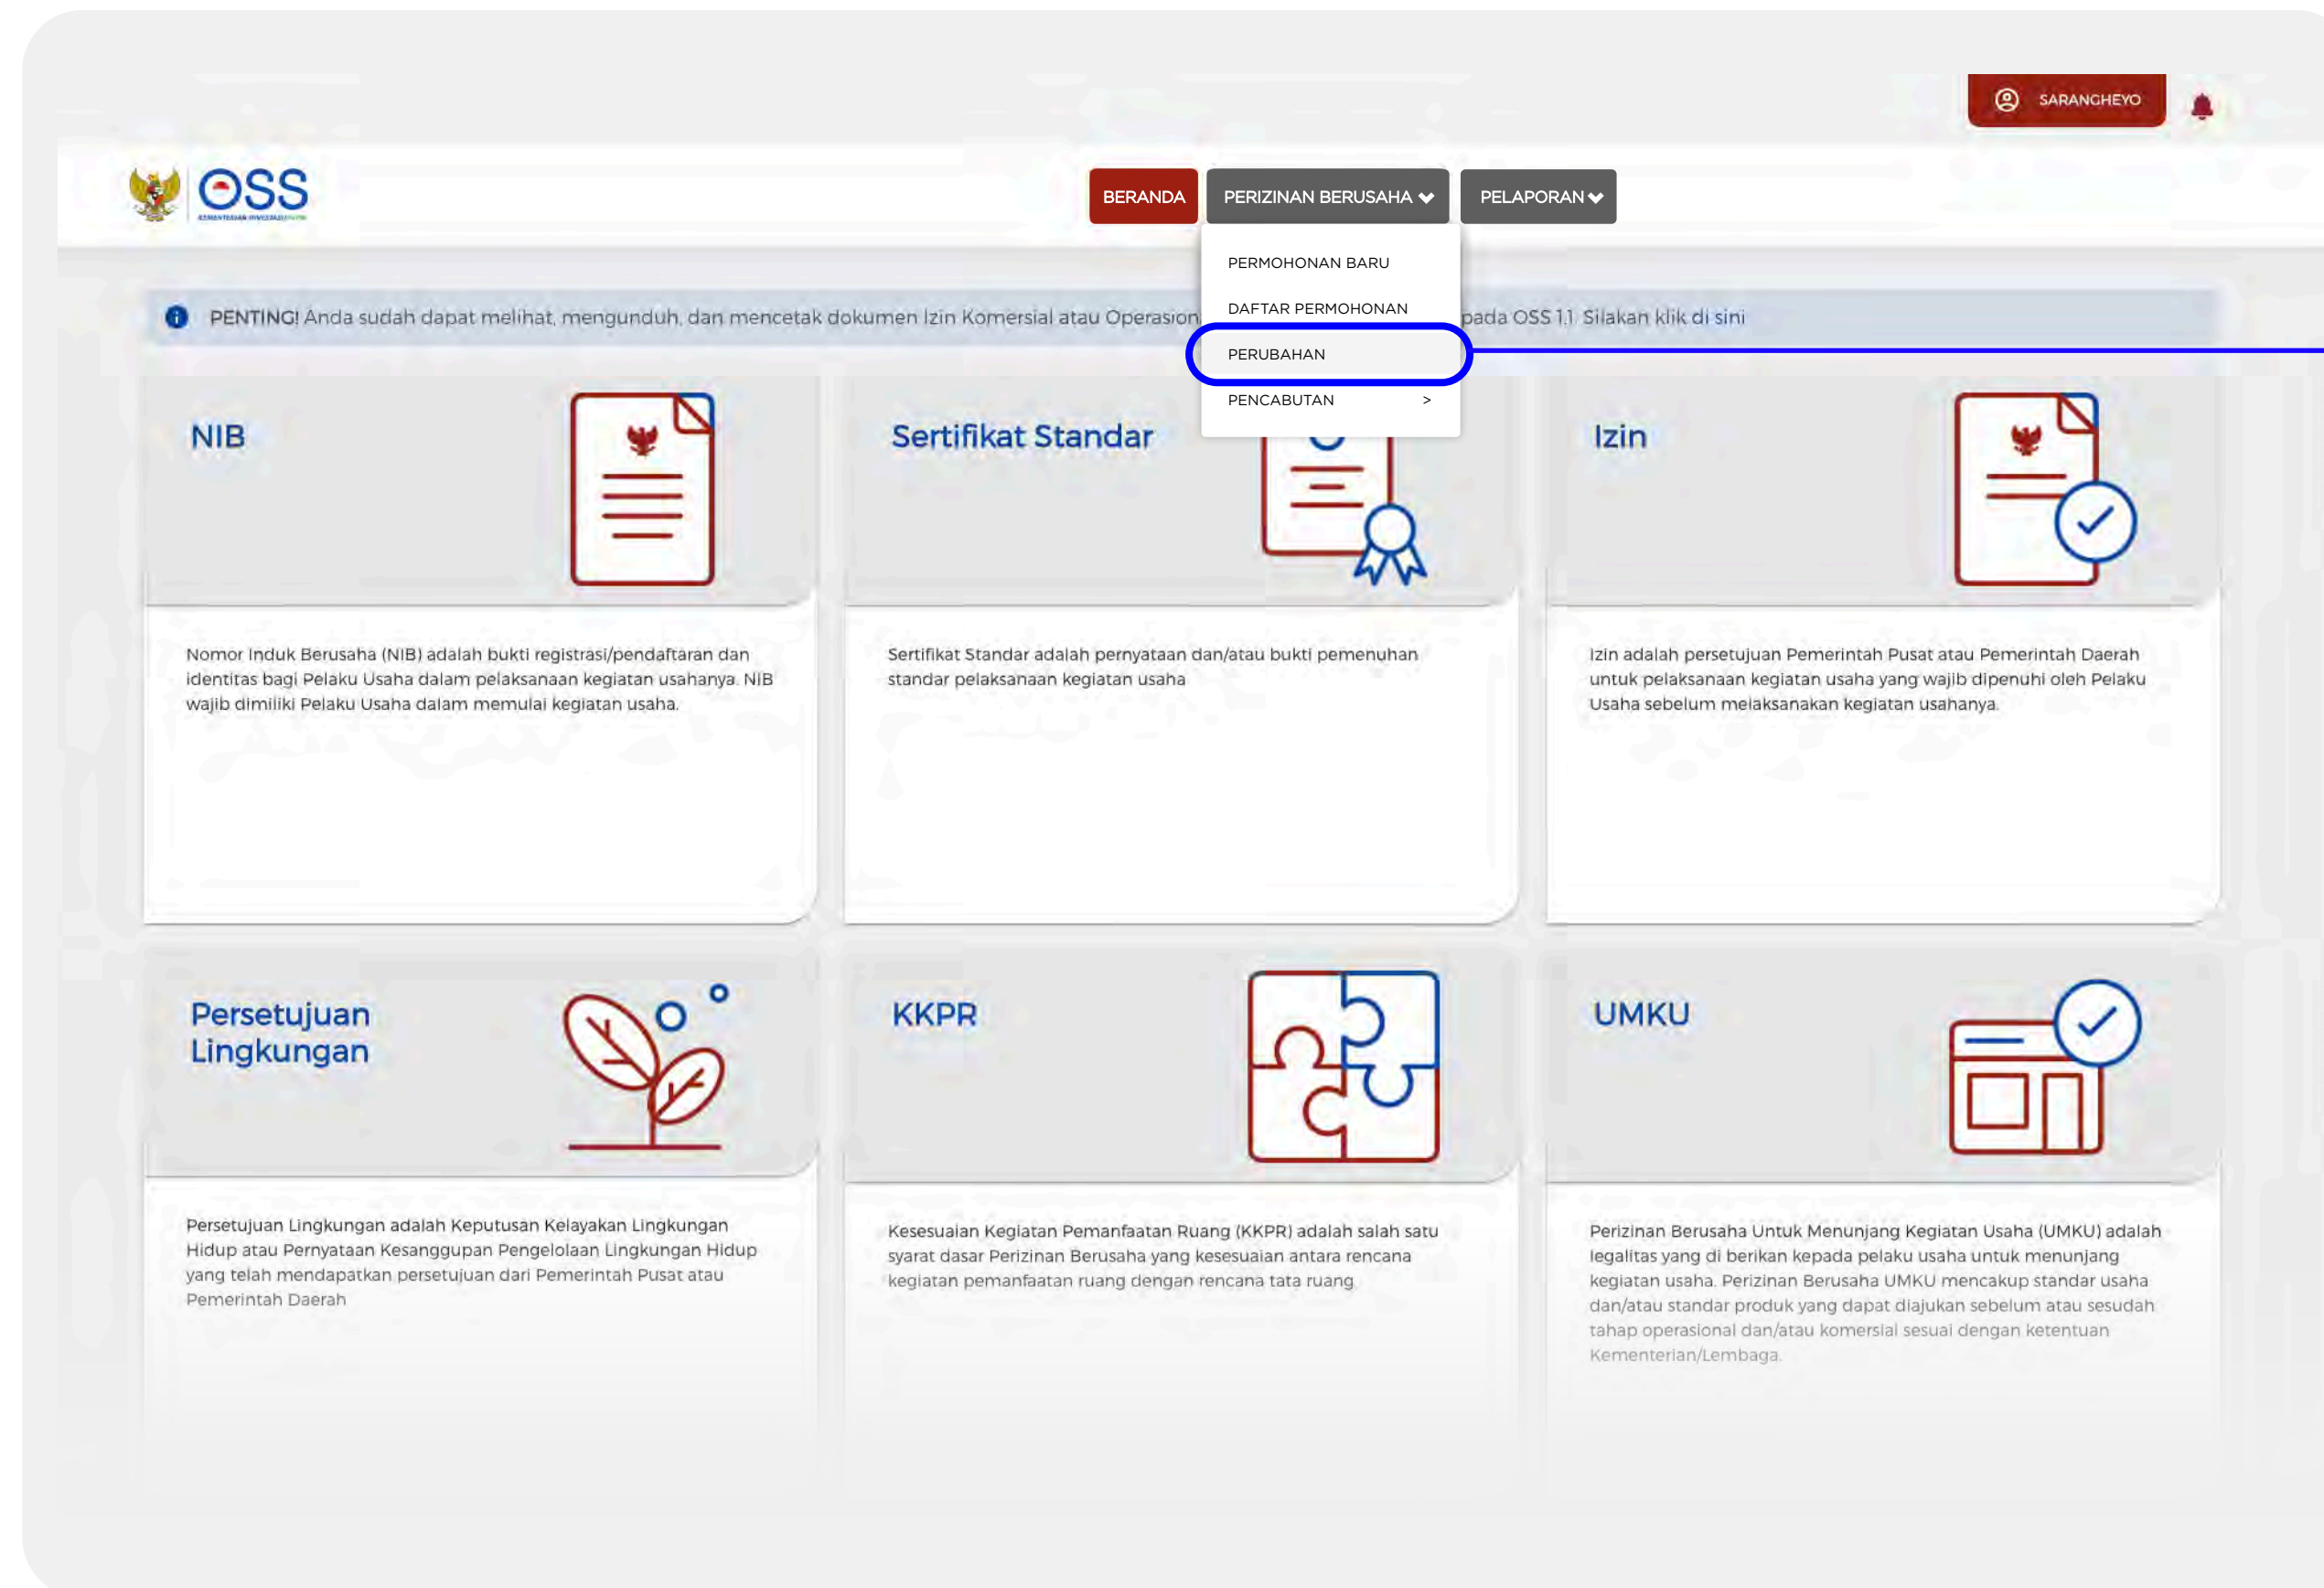 SARANGHEYO
OSS
KEMENTERIAN INVESTASI/BKPM
BERANDA
PERIZINAN BERUSAHA
PELAPORAN
PERMOHONAN BARU
DAFTAR PERMOHONAN
PERUBAHAN
PENCABUTAN >
PENTING! Anda sudah dapat melihat, mengunduh, dan mencetak dokumen Izin Komersial atau Operasion pada OSS 1.1. Silakan klik di sini
NIB
Nomor Induk Berusaha (NIB) adalah bukti registrasi/pendaftaran dan
identitas bagi Pelaku Usaha dalam pelaksanaan kegiatan usahanya. NIB
wajib dimiliki Pelaku Usaha dalam memulai kegiatan usaha.
Sertifikat Standar
Sertifikat Standar adalah pernyataan dan/atau bukti pemenuhan
standar pelaksanaan kegiatan usaha
Izin
Izin adalah persetujuan Pemerintah Pusat atau Pemerintah Daerah
untuk pelaksanaan kegiatan usaha yang wajib dipenuhi oleh Pelaku
Usaha sebelum melaksanakan kegiatan usahanya.
Persetujuan
Lingkungan
Persetujuan Lingkungan adalah Keputusan Kelayakan Lingkungan
Hidup atau Pernyataan Kesanggupan Pengelolaan Lingkungan Hidup
yang telah mendapatkan persetujuan dari Pemerintah Pusat atau
Pemerintah Daerah
KKPR
Kesesuaian Kegiatan Pemanfaatan Ruang (KKPR) adalah salah satu
syarat dasar Perizinan Berusaha yang kesesuaian antara rencana
kegiatan pemanfaatan ruang dengan rencana tata ruang
UMKU
Perizinan Berusaha Untuk Menunjang Kegiatan Usaha (UMKU) adalah
legalitas yang di berikan kepada pelaku usaha untuk menunjang
kegiatan usaha. Perizinan Berusaha UMKU mencakup standar usaha
dan/atau standar produk yang dapat diajukan sebelum atau sesudah
tahap operasional dan/atau komersial sesuai dengan ketentuan
Kementerian/Lembaga.